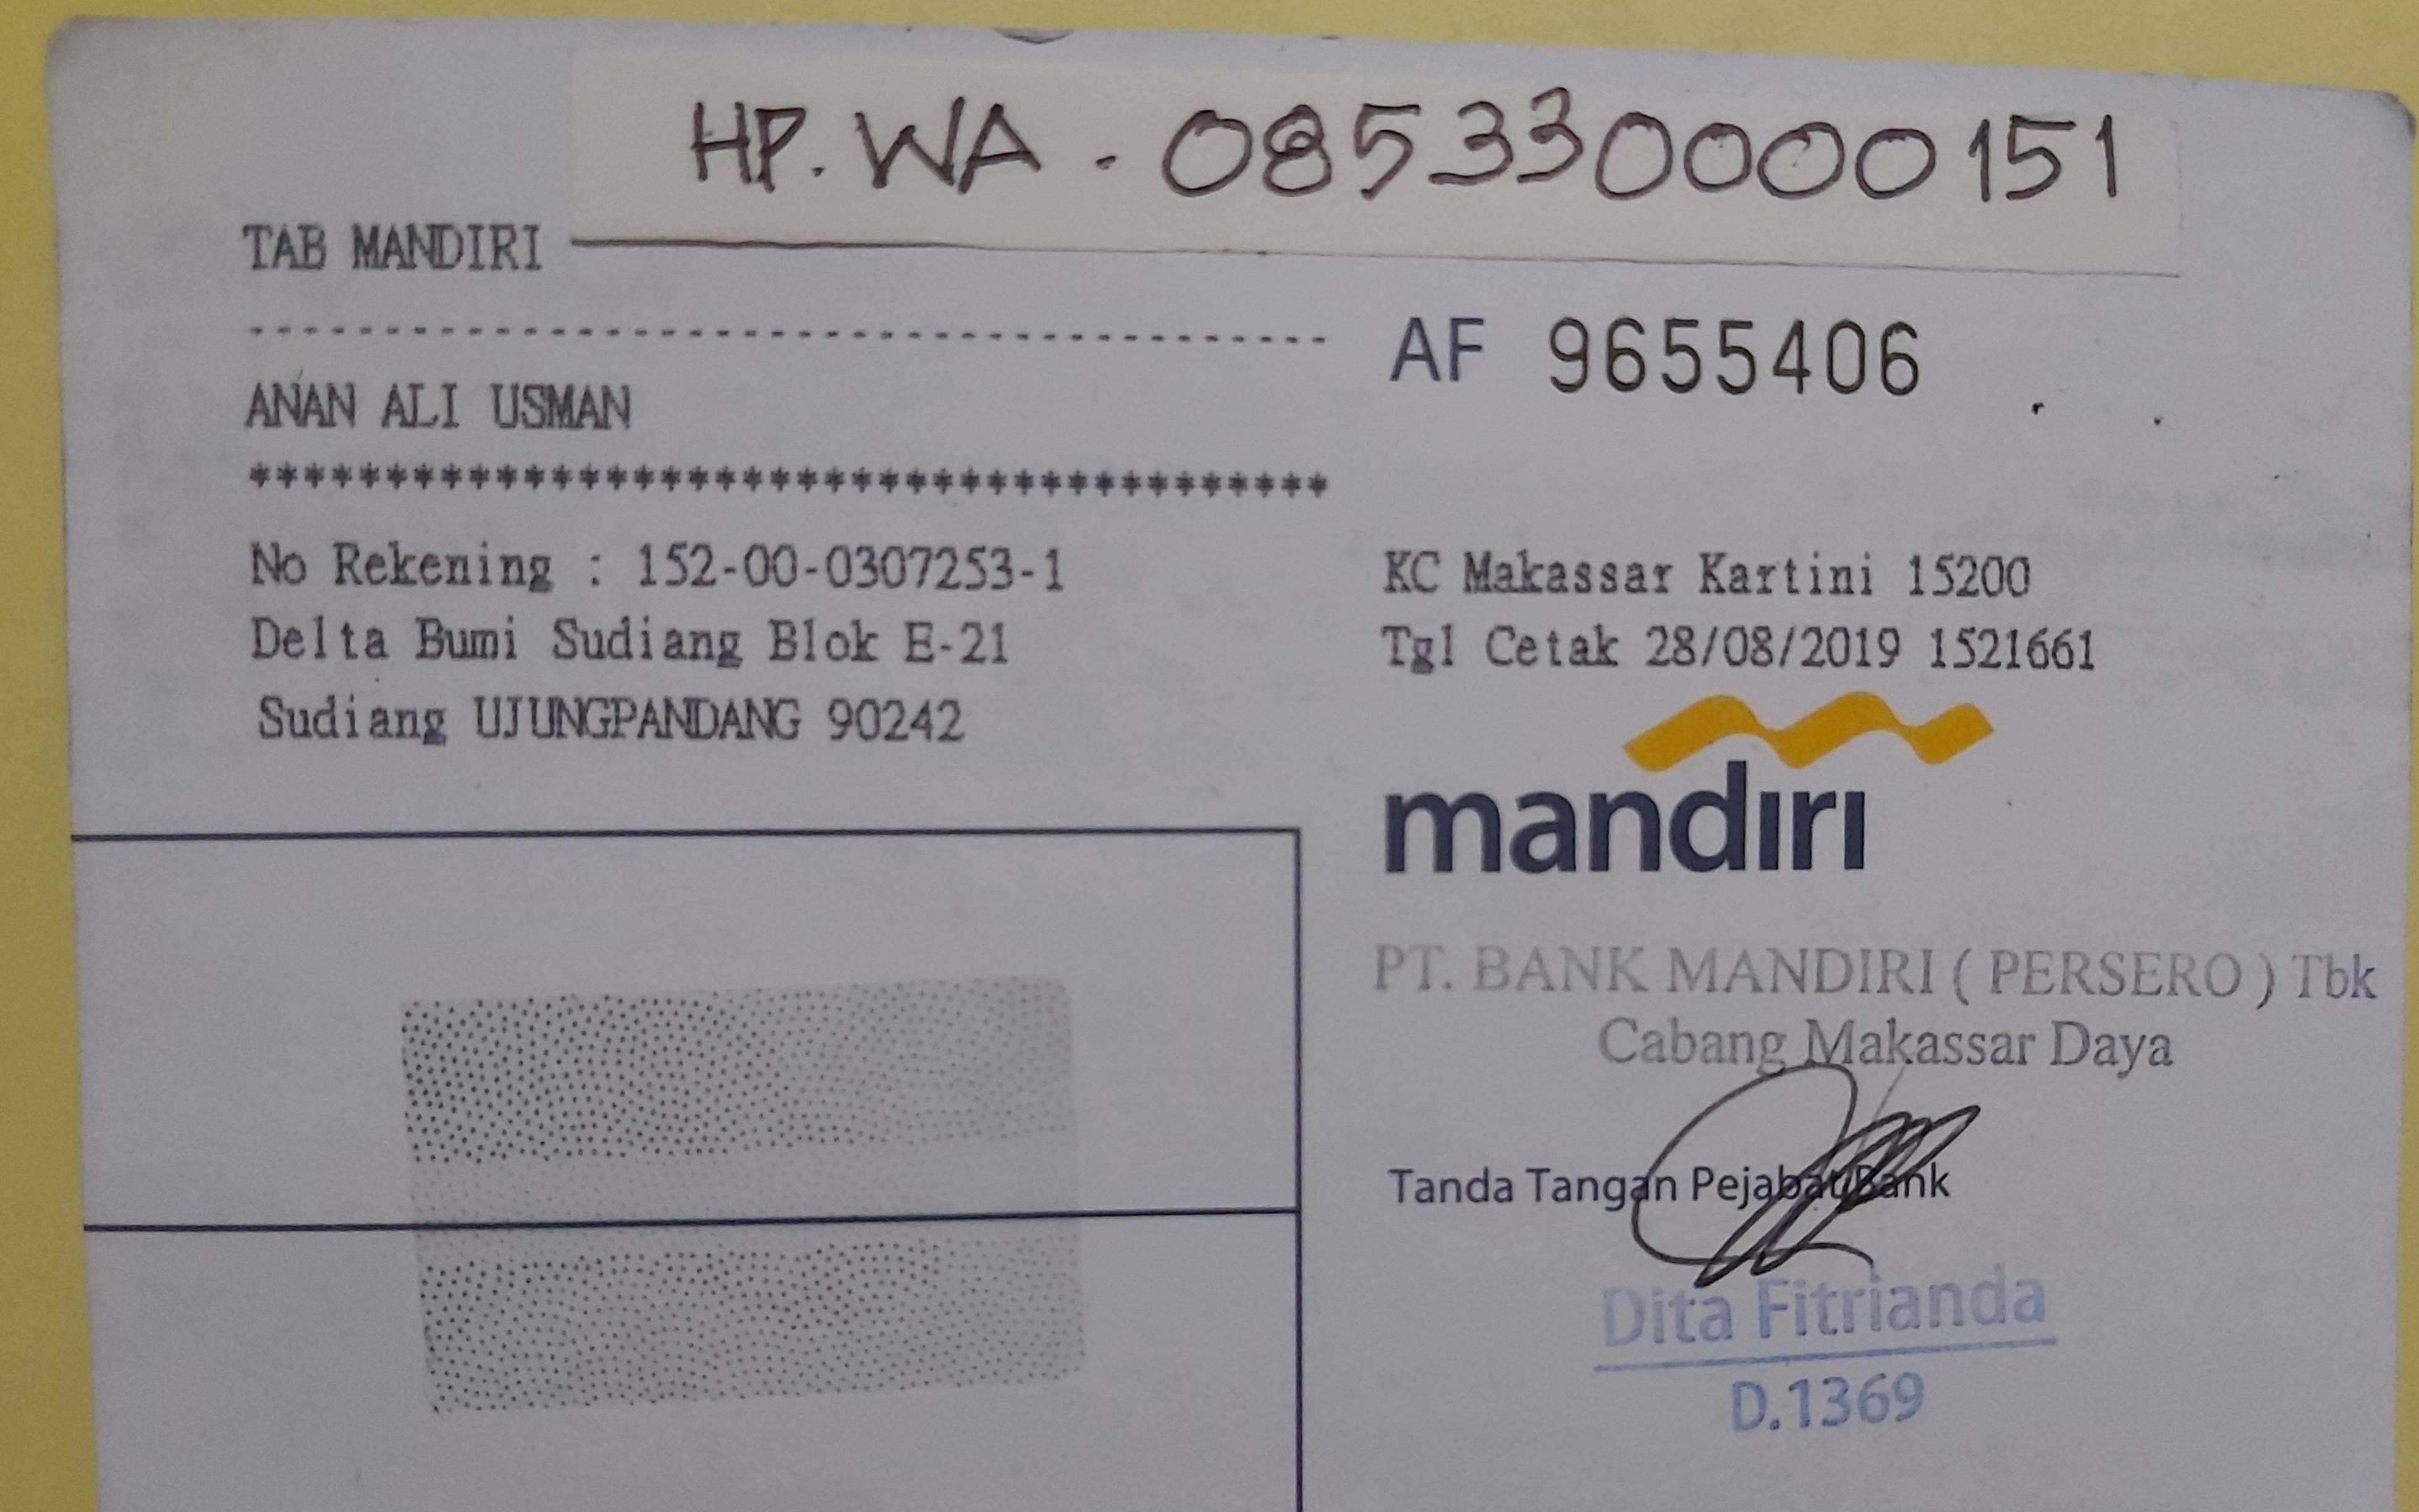 HP. WA - 085330000151
TAB MANDIRI
----------------------------------------
AF 9655406
ANAN ALI USMAN
****************************************
No Rekening : 152-00-0307253-1
KC Makassar Kartini 15200
Delta Bumi Sudiang Blok E-21
Tgl Cetak 28/08/2019 1521661
Sudiang UJUNGPANDANG 90242
mandiri
PT. BANK MANDIRI ( PERSERO ) Tbk
Cabang Makassar Daya
Tanda Tangan Pejabat Bank
Dita Fitrianda
D.1369